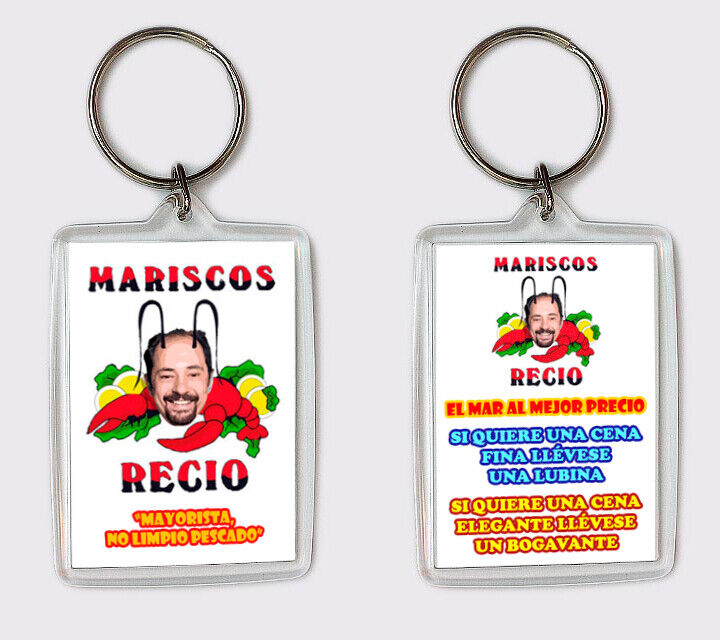 MARISCOS
RECIO
"MAYORISTA,
NO LIMPIO PESCADO"
MARISCOS
RECIO
EL MAR AL MEJOR PRECIO
SI QUIERE UNA CENA
FINA LLÉVESE
UNA LUBINA
SI QUIERE UNA CENA
ELEGANTE LLÉVESE
UN BOGAVANTE